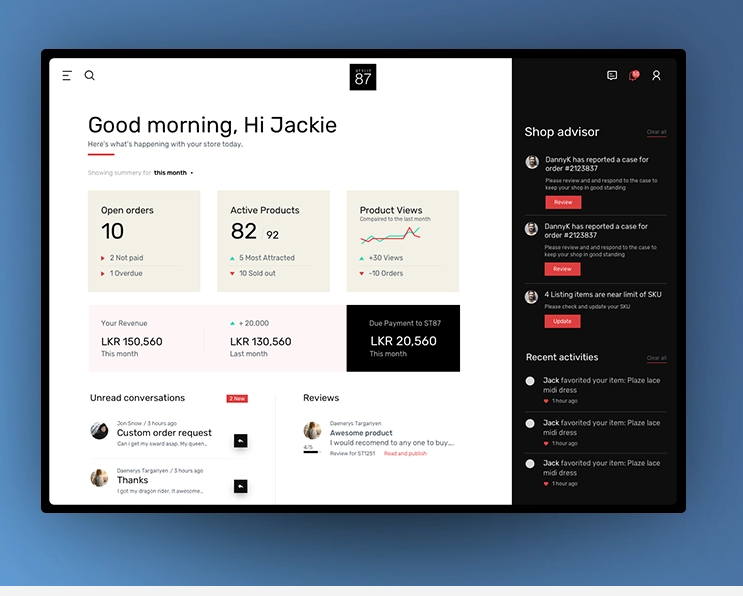 STYLIP
87
50
Good morning, Hi Jackie
Here's what's happening with your store today.
Showing summery for this month
Open orders
10
2 Not paid
1 Overdue
Active Products
82 / 92
5 Most Attracted
10 Sold out
Product Views
Compaired to the last month
+30 Views
-10 Orders
Your Revenue
LKR 150,560
This month
+ 20,000
LKR 130,560
Last month
Due Payment to ST87
LKR 20,560
This month
Unread conversations
2 New
Jon Snow / 3 hours ago
Custom order request
Can i get my sward asap. My queen...
Daenerys Targariyen / 3 hours ago
Thanks
I got my dragon rider, It awesome...
Reviews
Daenerys Targariyen
Awesome product
I would recomend to any one to buy....
4/5
Review for ST1251 Read and publish
Shop advisor
Clear all
DannyK has reported a case for
order #2123837
Please review and and respond to the case to
keep your shop in good standing
Review
DannyK has reported a case for
order #2123837
Please review and and respond to the case to
keep your shop in good standing
Review
4 Listing items are near limit of SKU
Please check and update your SKU
Update
Recent activities
Clear all
Jack favorited your item: Plaze lace
midi dress
1 hour ago
Jack favorited your item: Plaze lace
midi dress
1 hour ago
Jack favorited your item: Plaze lace
midi dress
1 hour ago